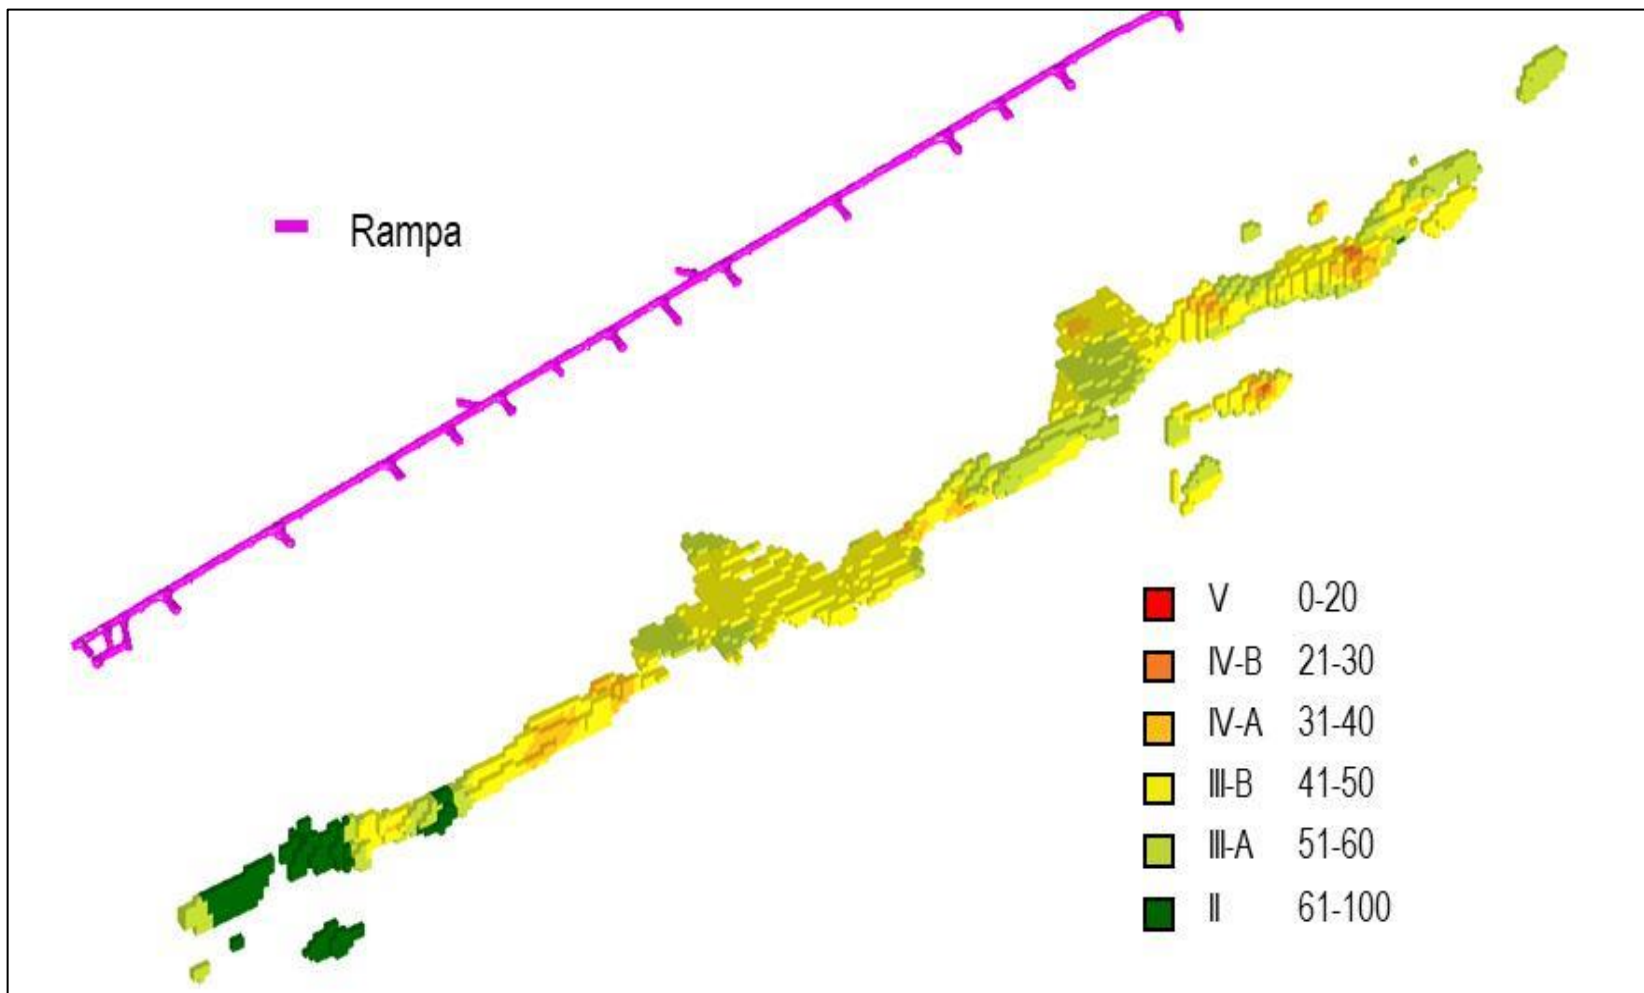 Rampa
V 0-20
IV-B 21-30
IV-A 31-40
III-B 41-50
III-A 51-60
II 61-100